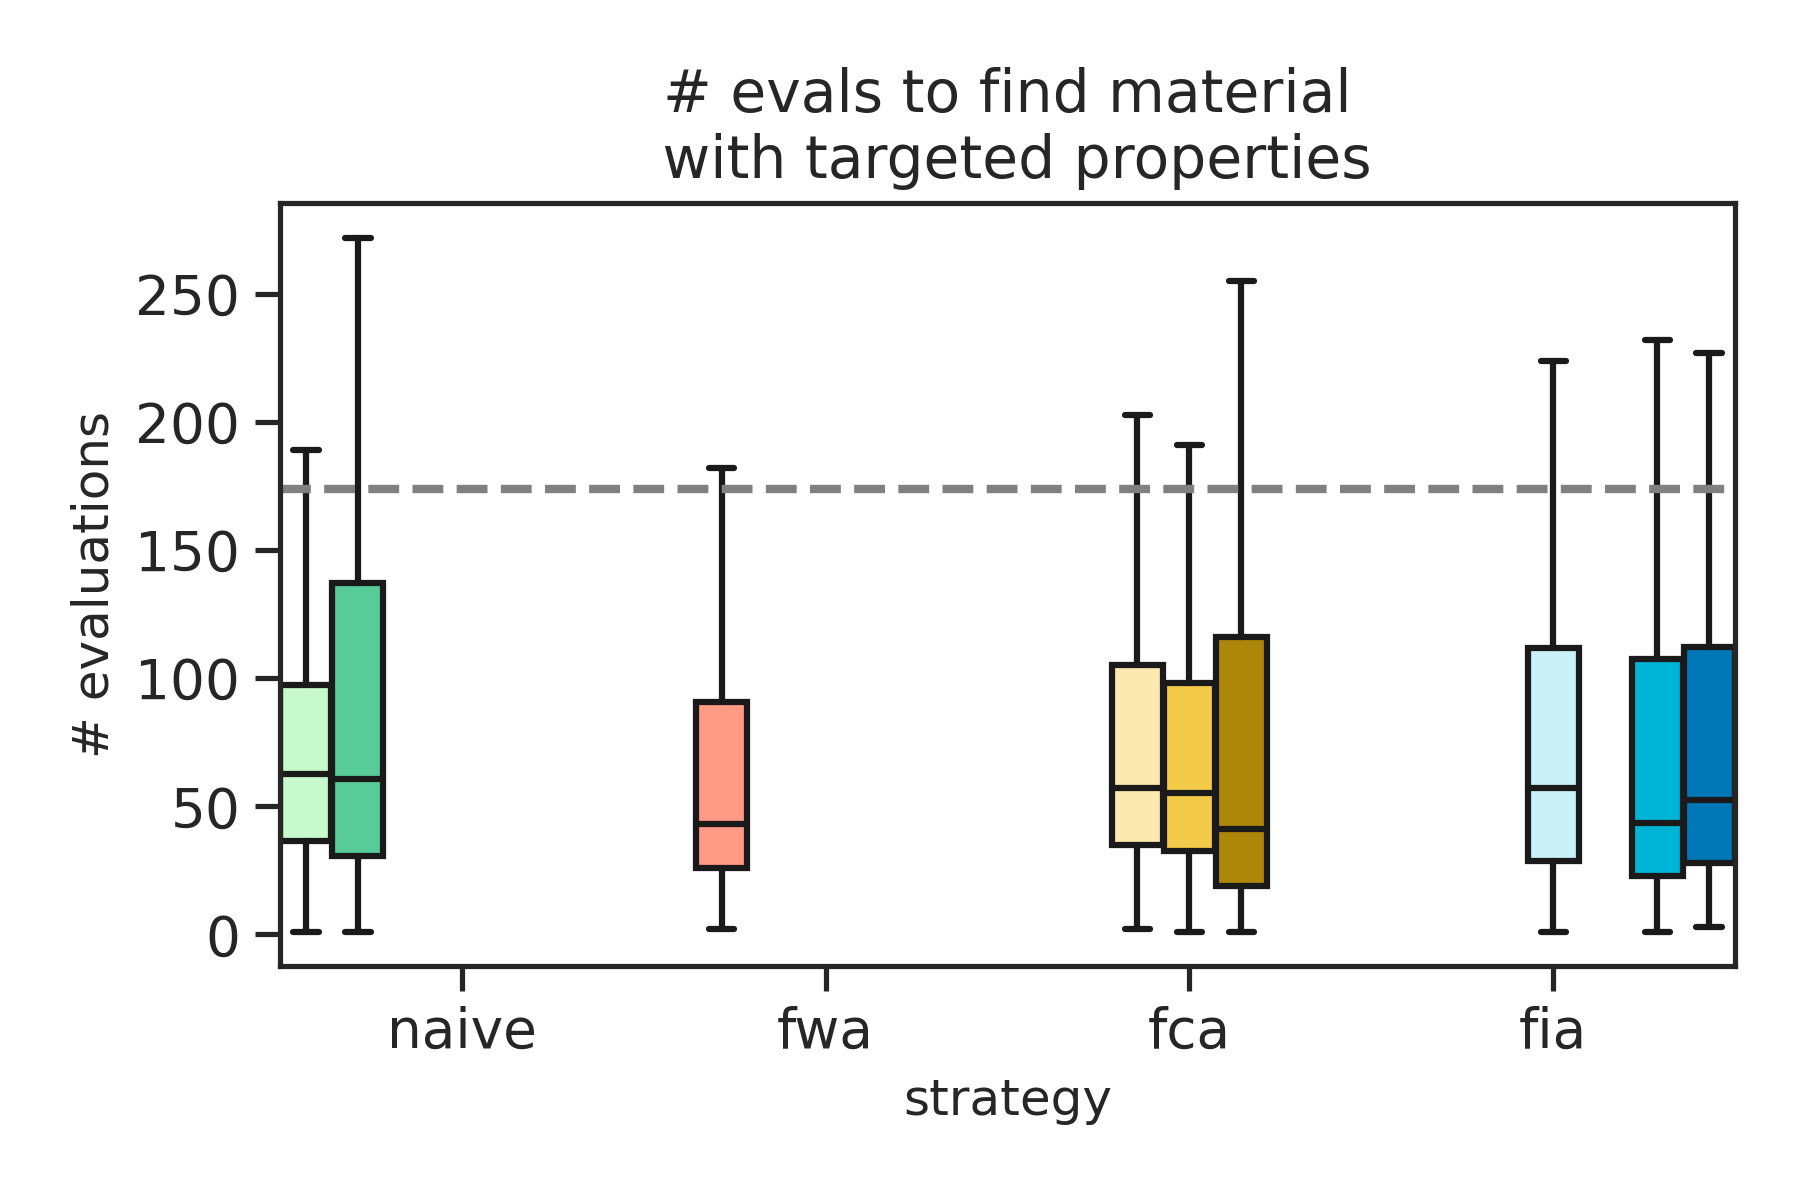 # evals to find material
with targeted properties
250
200
150
100
50
0
# evaluations
naive fwa fca fia
strategy